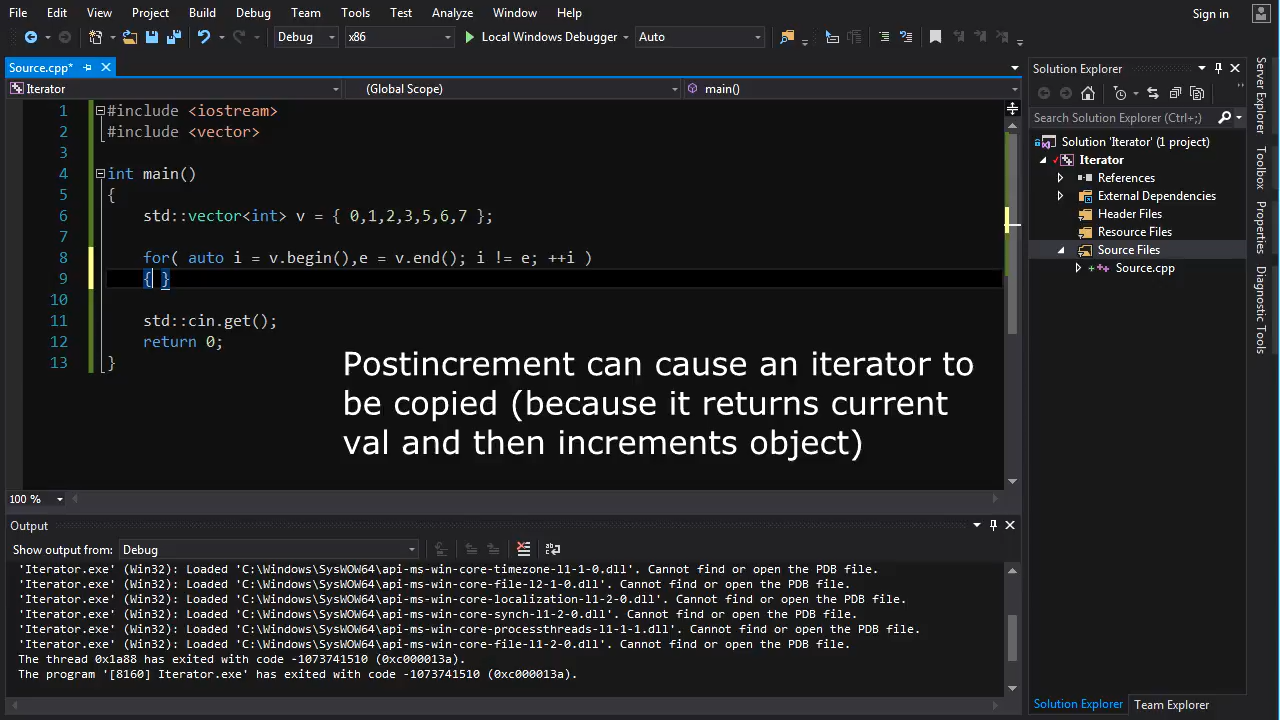 File Edit View Project Build Debug Team Tools Test Analyze Window Help
Sign in
Debug x86 Local Windows Debugger Auto
Source.cpp*
Iterator (Global Scope) main()
1 #include <iostream>
2 #include <vector>
3
4 int main()
5 {
6 std::vector<int> v = { 0,1,2,3,5,6,7 };
7
8 for( auto i = v.begin(),e = v.end(); i != e; ++i )
9 { }
10
11 std::cin.get();
12 return 0;
13 }
Postincrement can cause an iterator to
be copied (because it returns current
val and then increments object)
100 %
Output
Show output from: Debug
'Iterator.exe' (Win32): Loaded 'C:\Windows\SysWOW64\api-ms-win-core-timezone-l1-1-0.dll'. Cannot find or open the PDB file.
'Iterator.exe' (Win32): Loaded 'C:\Windows\SysWOW64\api-ms-win-core-file-l2-1-0.dll'. Cannot find or open the PDB file.
'Iterator.exe' (Win32): Loaded 'C:\Windows\SysWOW64\api-ms-win-core-localization-l1-2-0.dll'. Cannot find or open the PDB file.
'Iterator.exe' (Win32): Loaded 'C:\Windows\SysWOW64\api-ms-win-core-synch-l1-2-0.dll'. Cannot find or open the PDB file.
'Iterator.exe' (Win32): Loaded 'C:\Windows\SysWOW64\api-ms-win-core-processthreads-l1-1-1.dll'. Cannot find or open the PDB file.
'Iterator.exe' (Win32): Loaded 'C:\Windows\SysWOW64\api-ms-win-core-file-l1-2-0.dll'. Cannot find or open the PDB file.
The thread 0x1a88 has exited with code -1073741510 (0xc000013a).
The program '[8160] Iterator.exe' has exited with code -1073741510 (0xc000013a).
Solution Explorer
Search Solution Explorer (Ctrl+;)
Solution 'Iterator' (1 project)
Iterator
References
External Dependencies
Header Files
Resource Files
Source Files
Source.cpp
Solution Explorer Team Explorer
Server Explorer
Toolbox
Properties
Diagnostic Tools